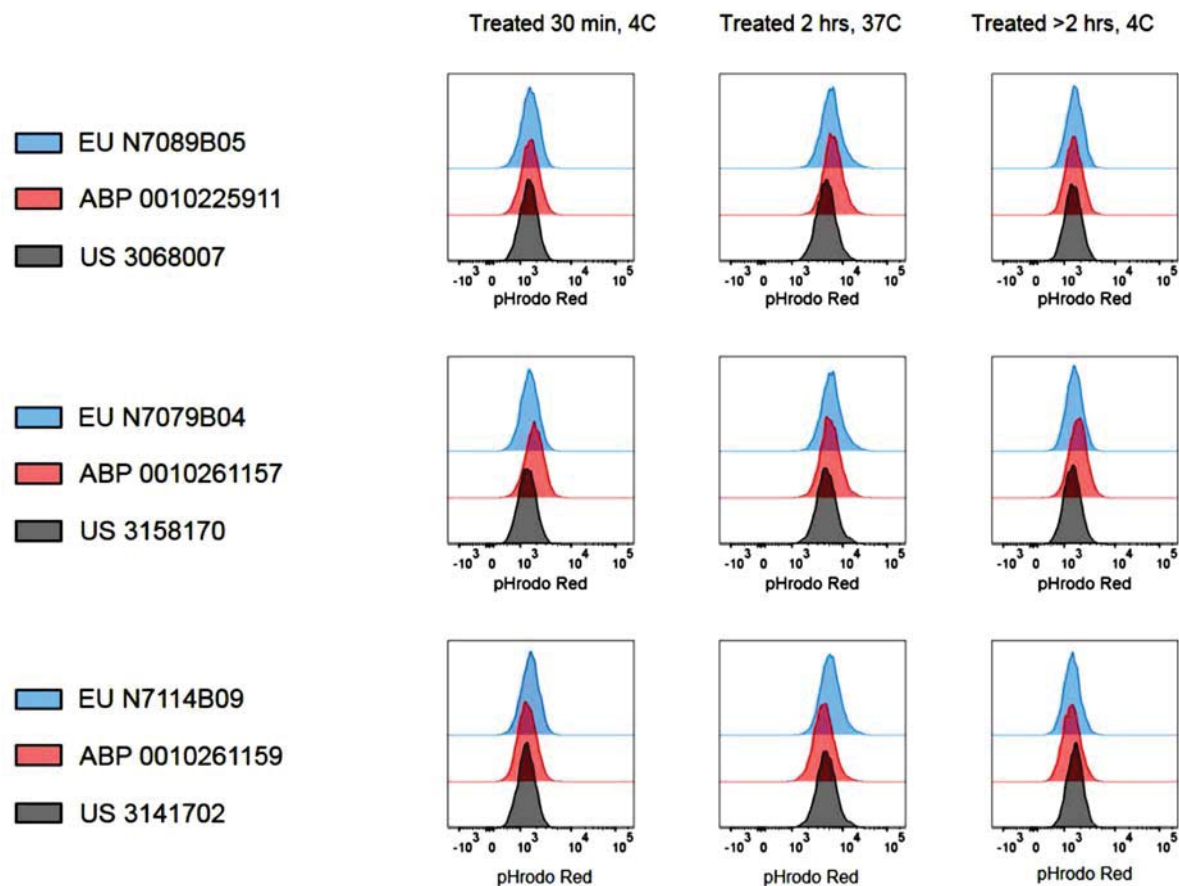 Treated 30 min, 4C Treated 2 hrs, 37C Treated >2 hrs, 4C
EU N7089B05
ABP 0010225911
US 3068007
-10³ 0 10³ 10⁴ 10⁵ -10³ 0 10³ 10⁴ 10⁵ -10³ 0 10³ 10⁴ 10⁵
pHrodo Red pHrodo Red pHrodo Red
EU N7079B04
ABP 0010261157
US 3158170
-10³ 0 10³ 10⁴ 10⁵ -10³ 0 10³ 10⁴ 10⁵ -10³ 0 10³ 10⁴ 10⁵
pHrodo Red pHrodo Red pHrodo Red
EU N7114B09
ABP 0010261159
US 3141702
-10³ 0 10³ 10⁴ 10⁵ -10³ 0 10³ 10⁴ 10⁵ -10³ 0 10³ 10⁴ 10⁵
pHrodo Red pHrodo Red pHrodo Red